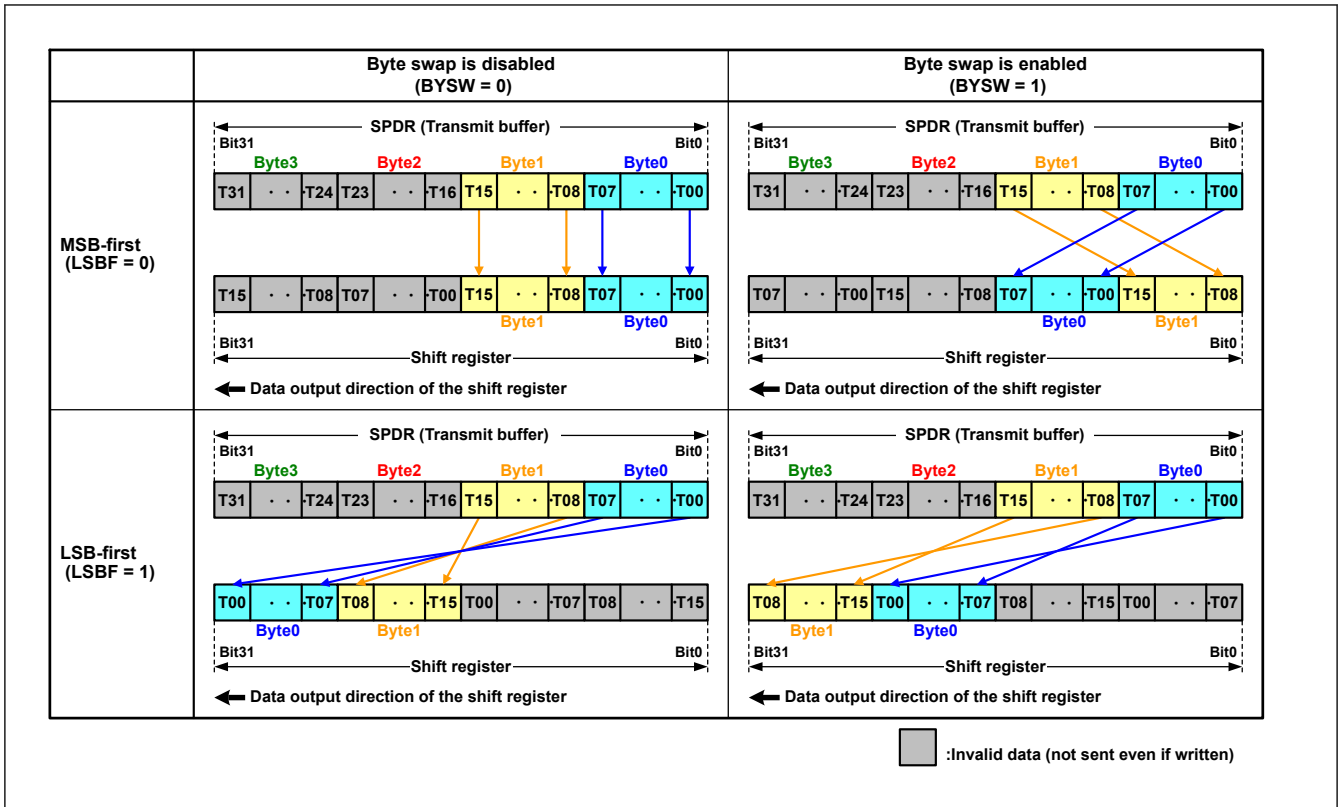 Byte swap is disabled
(BYSW = 0)
Byte swap is enabled
(BYSW = 1)
MSB-first
(LSBF = 0)
SPDR (Transmit buffer)
Bit31 Bit0
Byte3 Byte2 Byte1 Byte0
T31 · · ·T24 T23 · · ·T16 T15 · · ·T08 T07 · · ·T00
T15 · · ·T08 T07 · · ·T00 T15 · · ·T08 T07 · · ·T00
Byte1 Byte0
Bit31 Bit0
Shift register
Data output direction of the shift register
SPDR (Transmit buffer)
Bit31 Bit0
Byte3 Byte2 Byte1 Byte0
T31 · · ·T24 T23 · · ·T16 T15 · · ·T08 T07 · · ·T00
T07 · · ·T00 T15 · · ·T08 T07 · · ·T00 T15 · · ·T08
Byte0 Byte1
Bit31 Bit0
Shift register
Data output direction of the shift register
LSB-first
(LSBF = 1)
SPDR (Transmit buffer)
Bit31 Bit0
Byte3 Byte2 Byte1 Byte0
T31 · · ·T24 T23 · · ·T16 T15 · · ·T08 T07 · · ·T00
T00 · · ·T07 T08 · · ·T15 T00 · · ·T07 T08 · · ·T15
Byte0 Byte1
Bit31 Bit0
Shift register
Data output direction of the shift register
SPDR (Transmit buffer)
Bit31 Bit0
Byte3 Byte2 Byte1 Byte0
T31 · · ·T24 T23 · · ·T16 T15 · · ·T08 T07 · · ·T00
T08 · · ·T15 T00 · · ·T07 T08 · · ·T15 T00 · · ·T07
Byte1 Byte0
Bit31 Bit0
Shift register
Data output direction of the shift register
:Invalid data (not sent even if written)